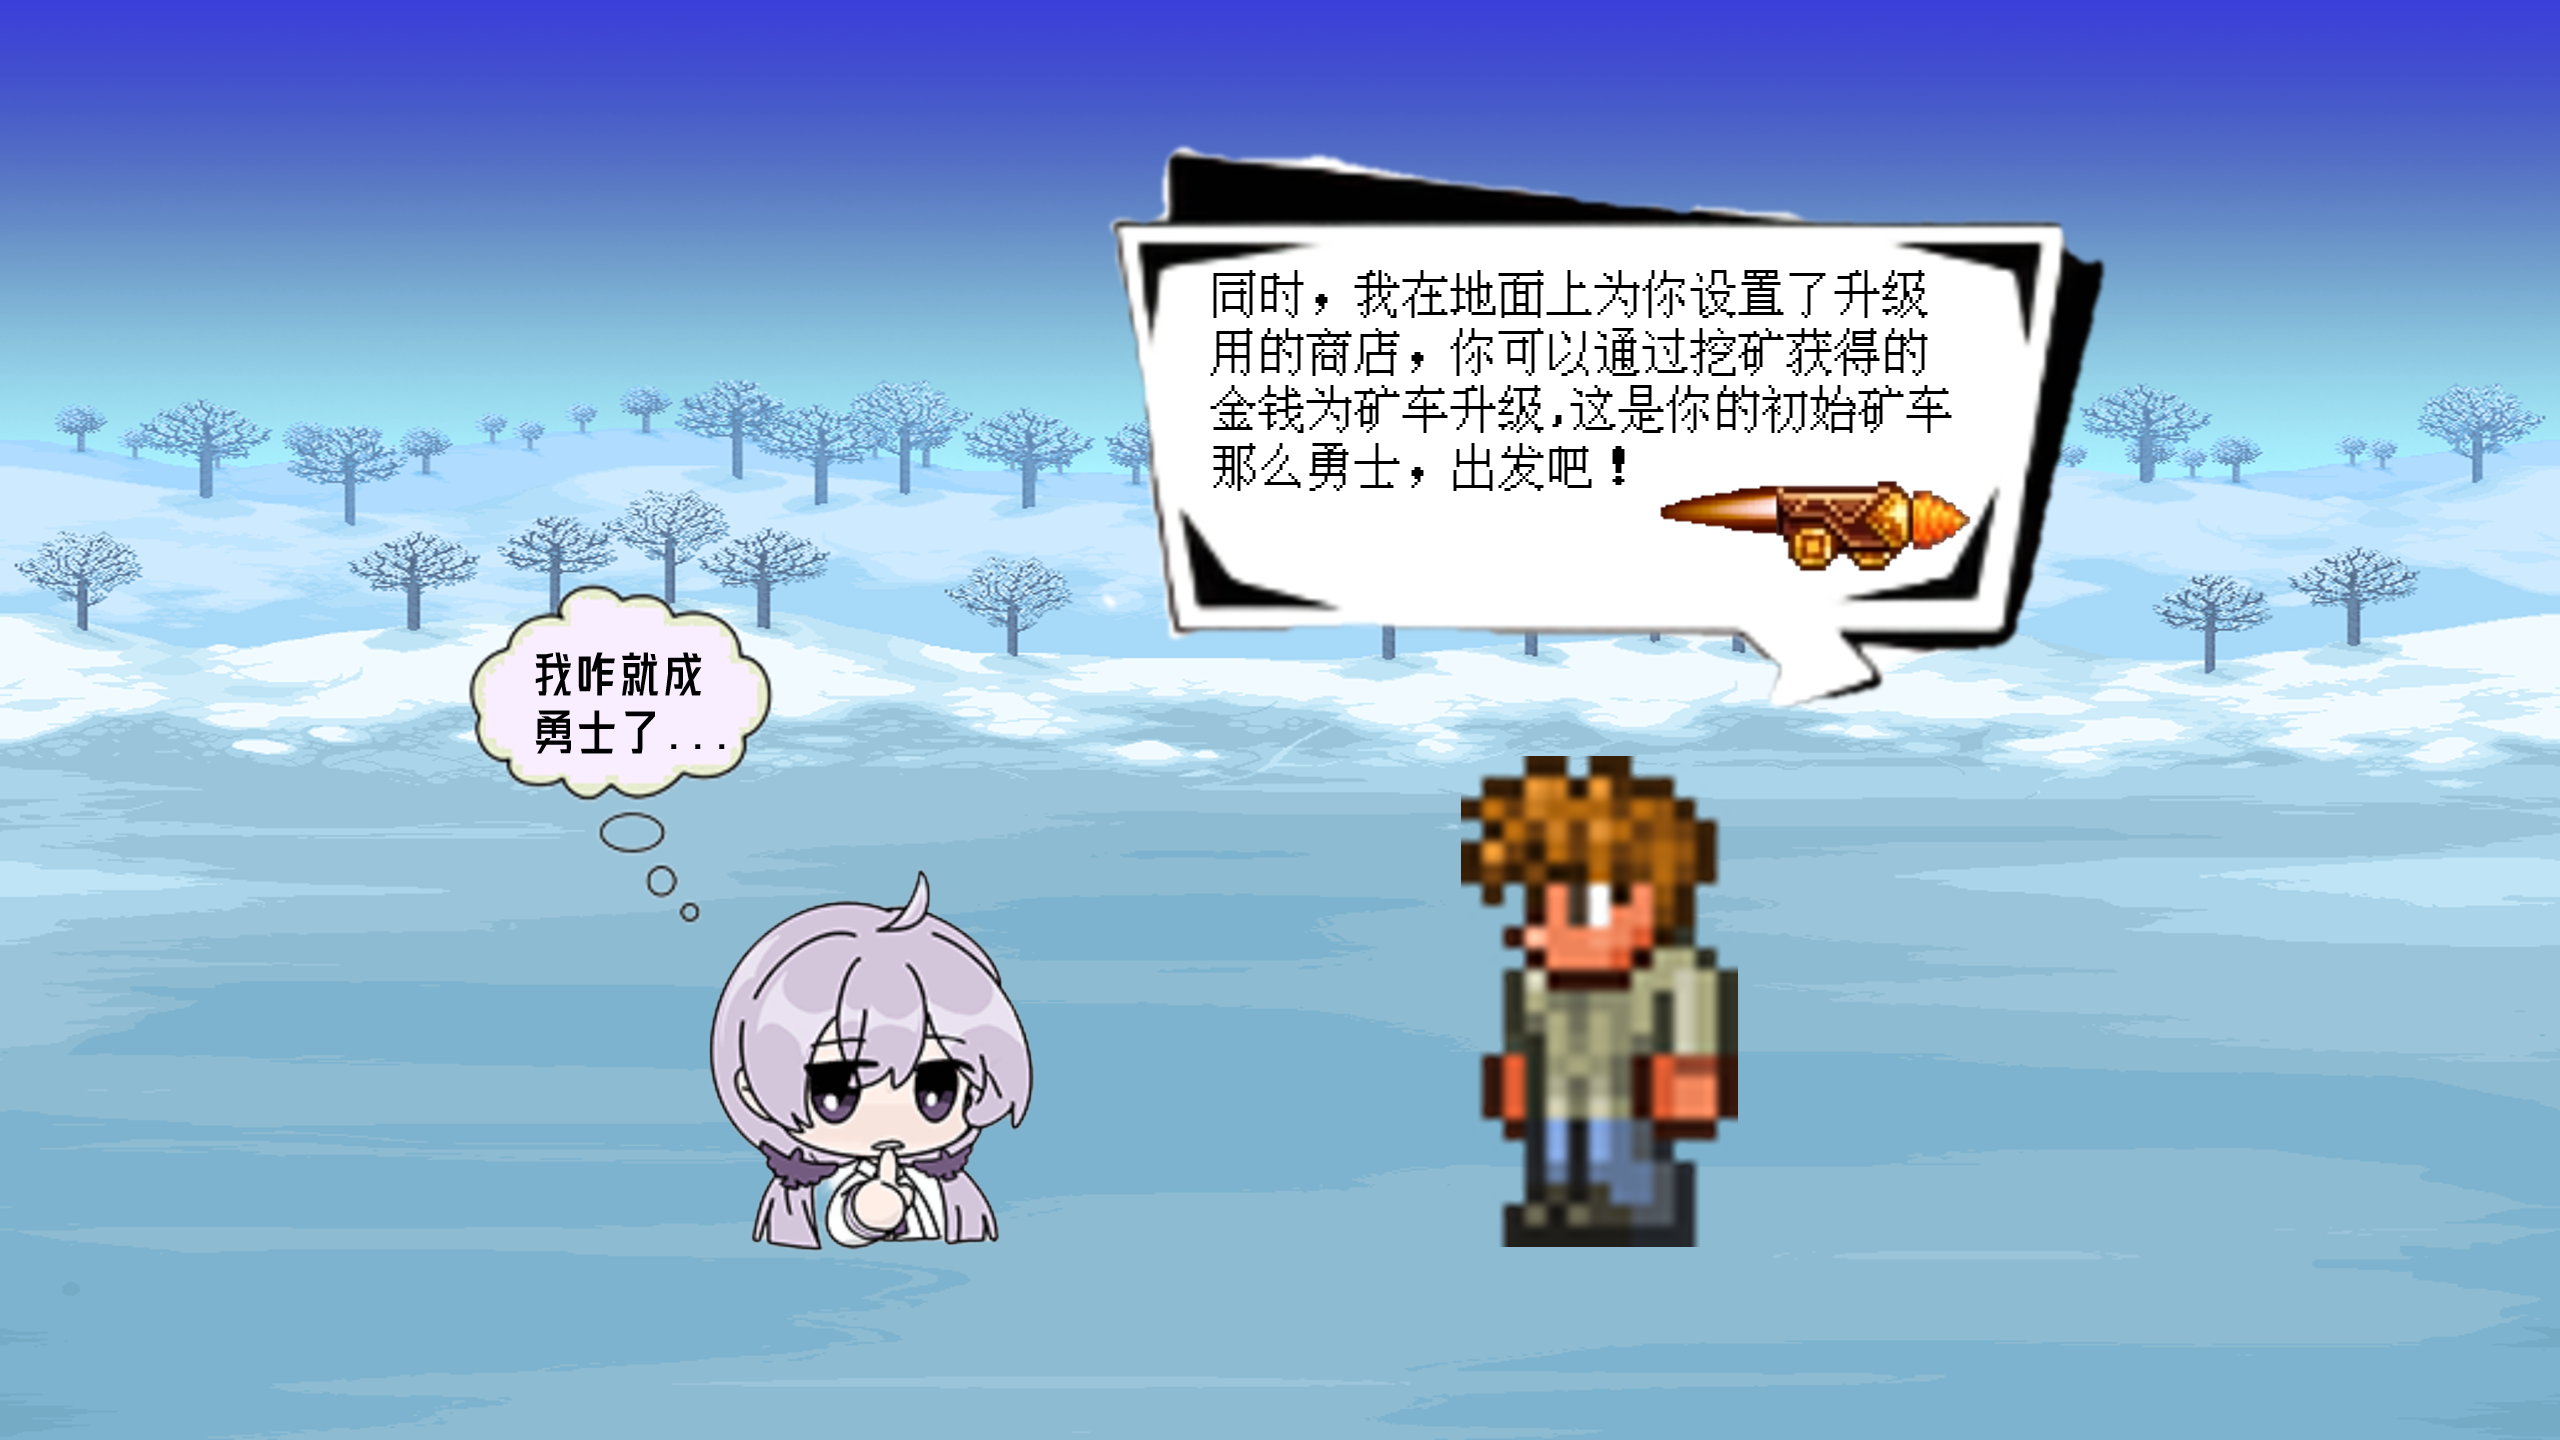 同时，我在地面上为你设置了升级
用的商店，你可以通过挖矿获得的
金钱为矿车升级,这是你的初始矿车
那么勇士，出发吧！
我咋就成
勇士了...